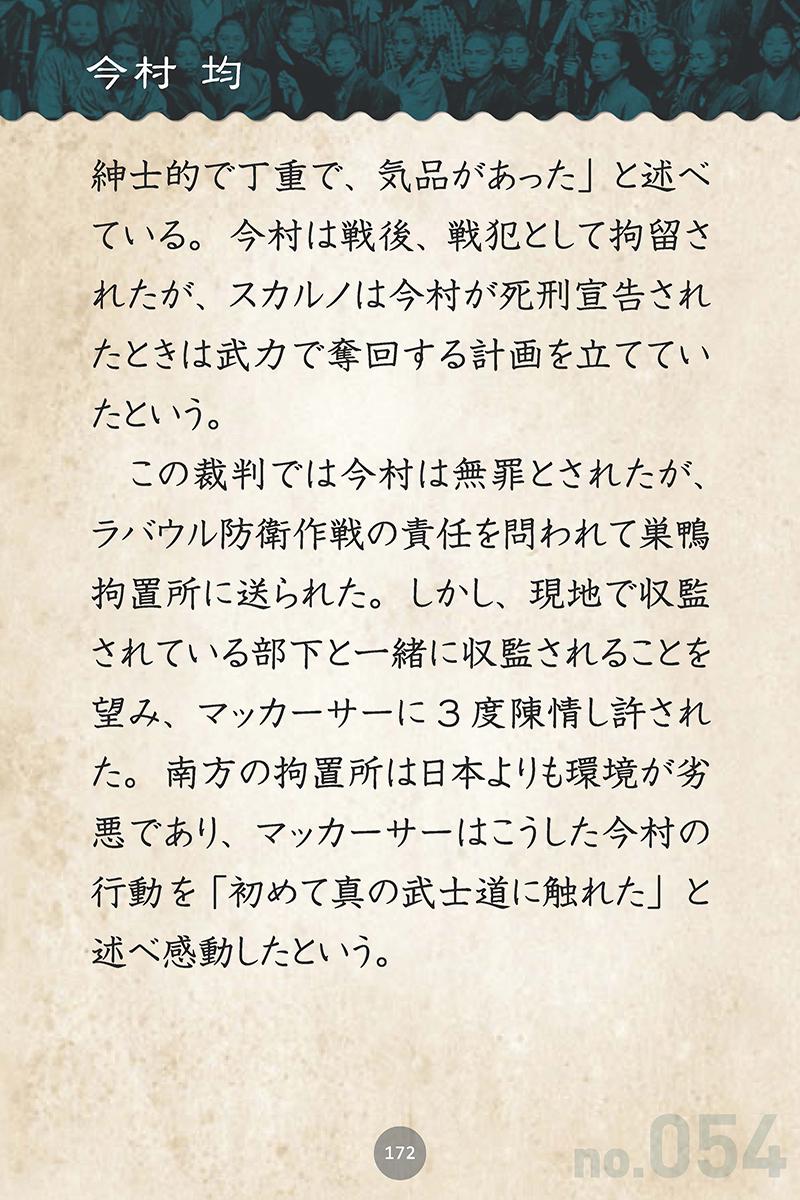 今村 均
紳士的で丁重で、気品があった」と述べ
ている。今村は戦後、戦犯として拘留さ
れたが、スカルノは今村が死刑宣告され
たときは武力で奪回する計画を立ててい
たという。
　この裁判では今村は無罪とされたが、
ラバウル防衛作戦の責任を問われて巣鴨
拘置所に送られた。しかし、現地で収監
されている部下と一緒に収監されることを
望み、マッカーサーに3度陳情し許され
た。南方の拘置所は日本よりも環境が劣
悪であり、マッカーサーはこうした今村の
行動を「初めて真の武士道に触れた」と
述べ感動したという。
172
no.054